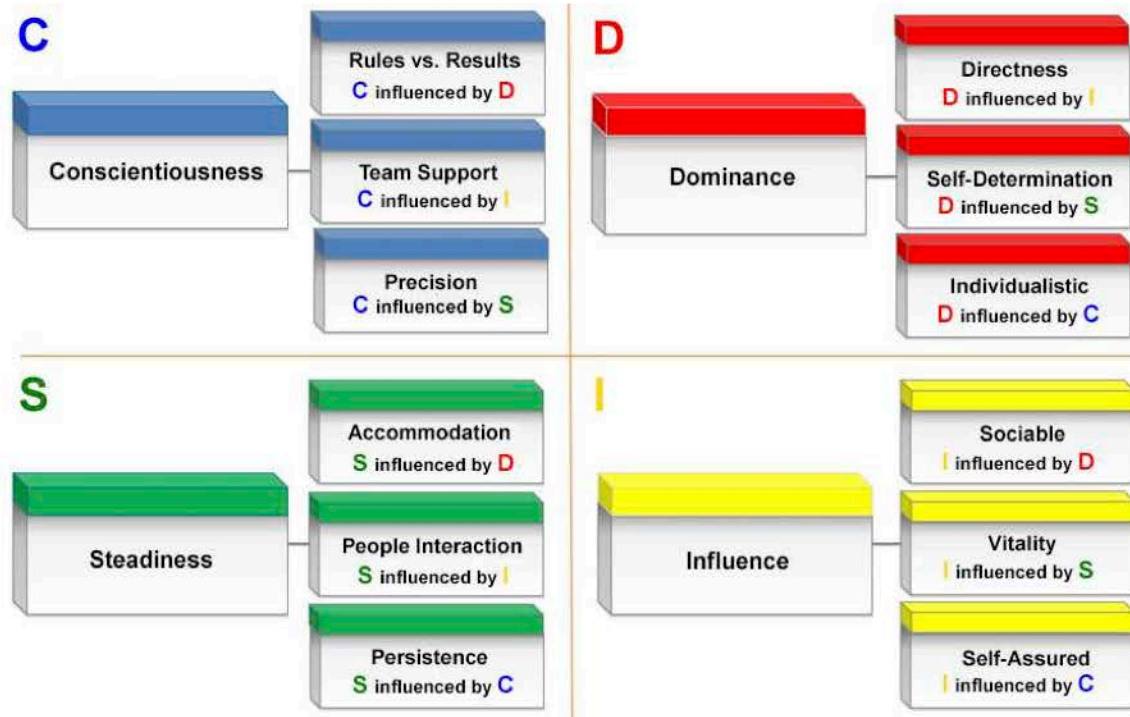 C
Rules vs. Results
C influenced by D
Conscientiousness
Team Support
C influenced by I
Precision
C influenced by S
D
Directness
D influenced by I
Dominance
Self-Determination
D influenced by S
Individualistic
D influenced by C
S
Accommodation
S influenced by D
Steadiness
People Interaction
S influenced by I
Persistence
S influenced by C
I
Sociable
I influenced by D
Influence
Vitality
I influenced by S
Self-Assured
I influenced by C